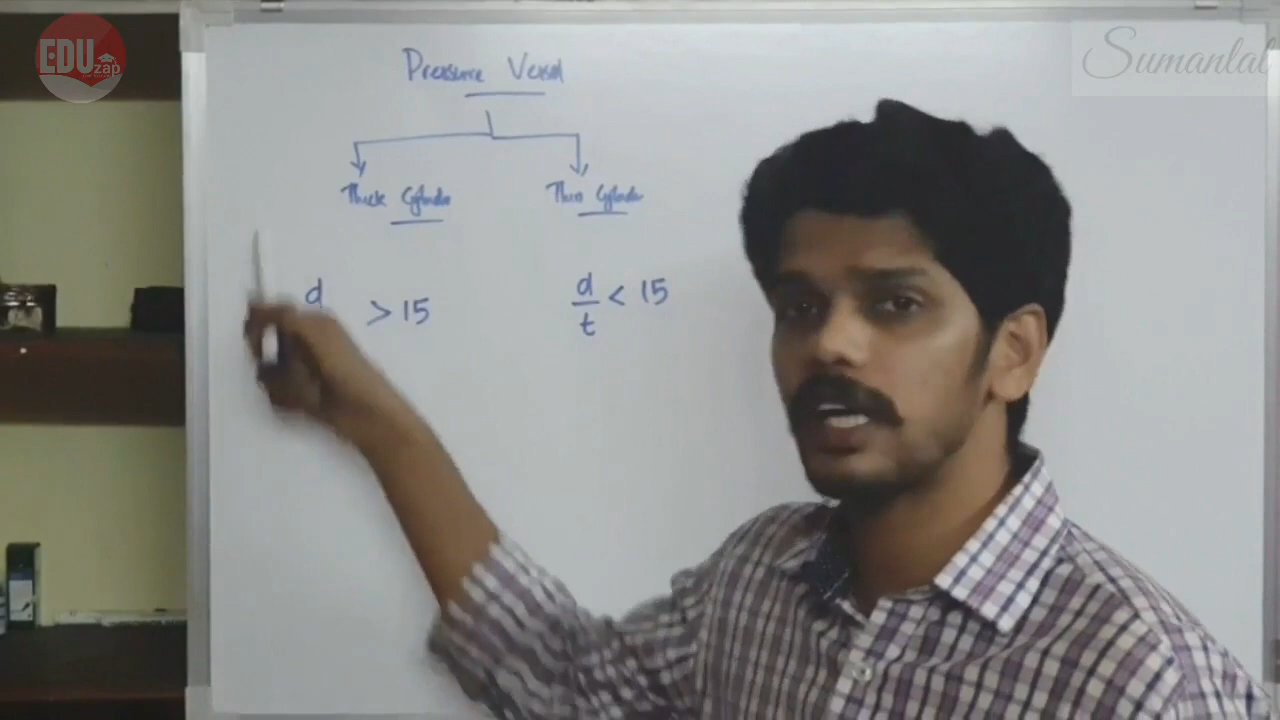 EDU
zap
Sumanlal
Pressure Vessel
Thick Cylinder Thin Cylinder
d
> 15
d/t < 15